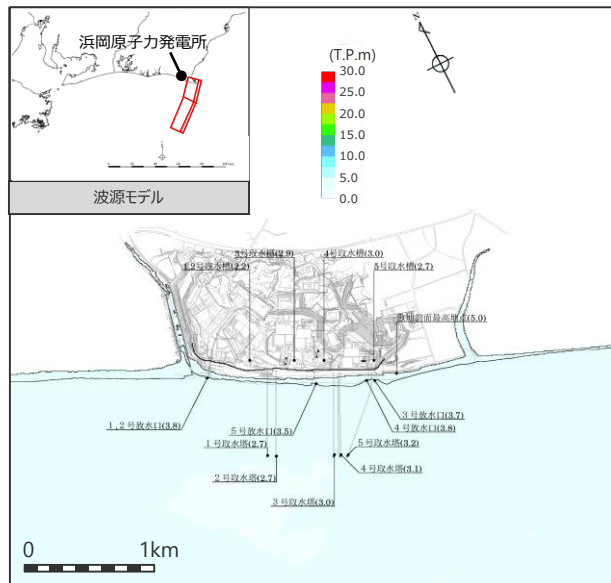 浜岡原子力発電所
波源モデル
(T.P.m)
30.0
25.0
20.0
15.0
10.0
5.0
0.0
3号取水槽(2.9)
4号取水槽(3.0)
1,2号取水槽(2.2)
5号取水槽(2.7)
敷地前面最高地点(5.0)
1，2号放水口(3.8)
5号放水口(3.5)
3号放水口(3.7)
4号放水口(3.8)
1号取水塔(2.7)
5号取水塔(3.2)
2号取水塔(2.7)
4号取水塔(3.1)
3号取水塔(3.0)
0 1km